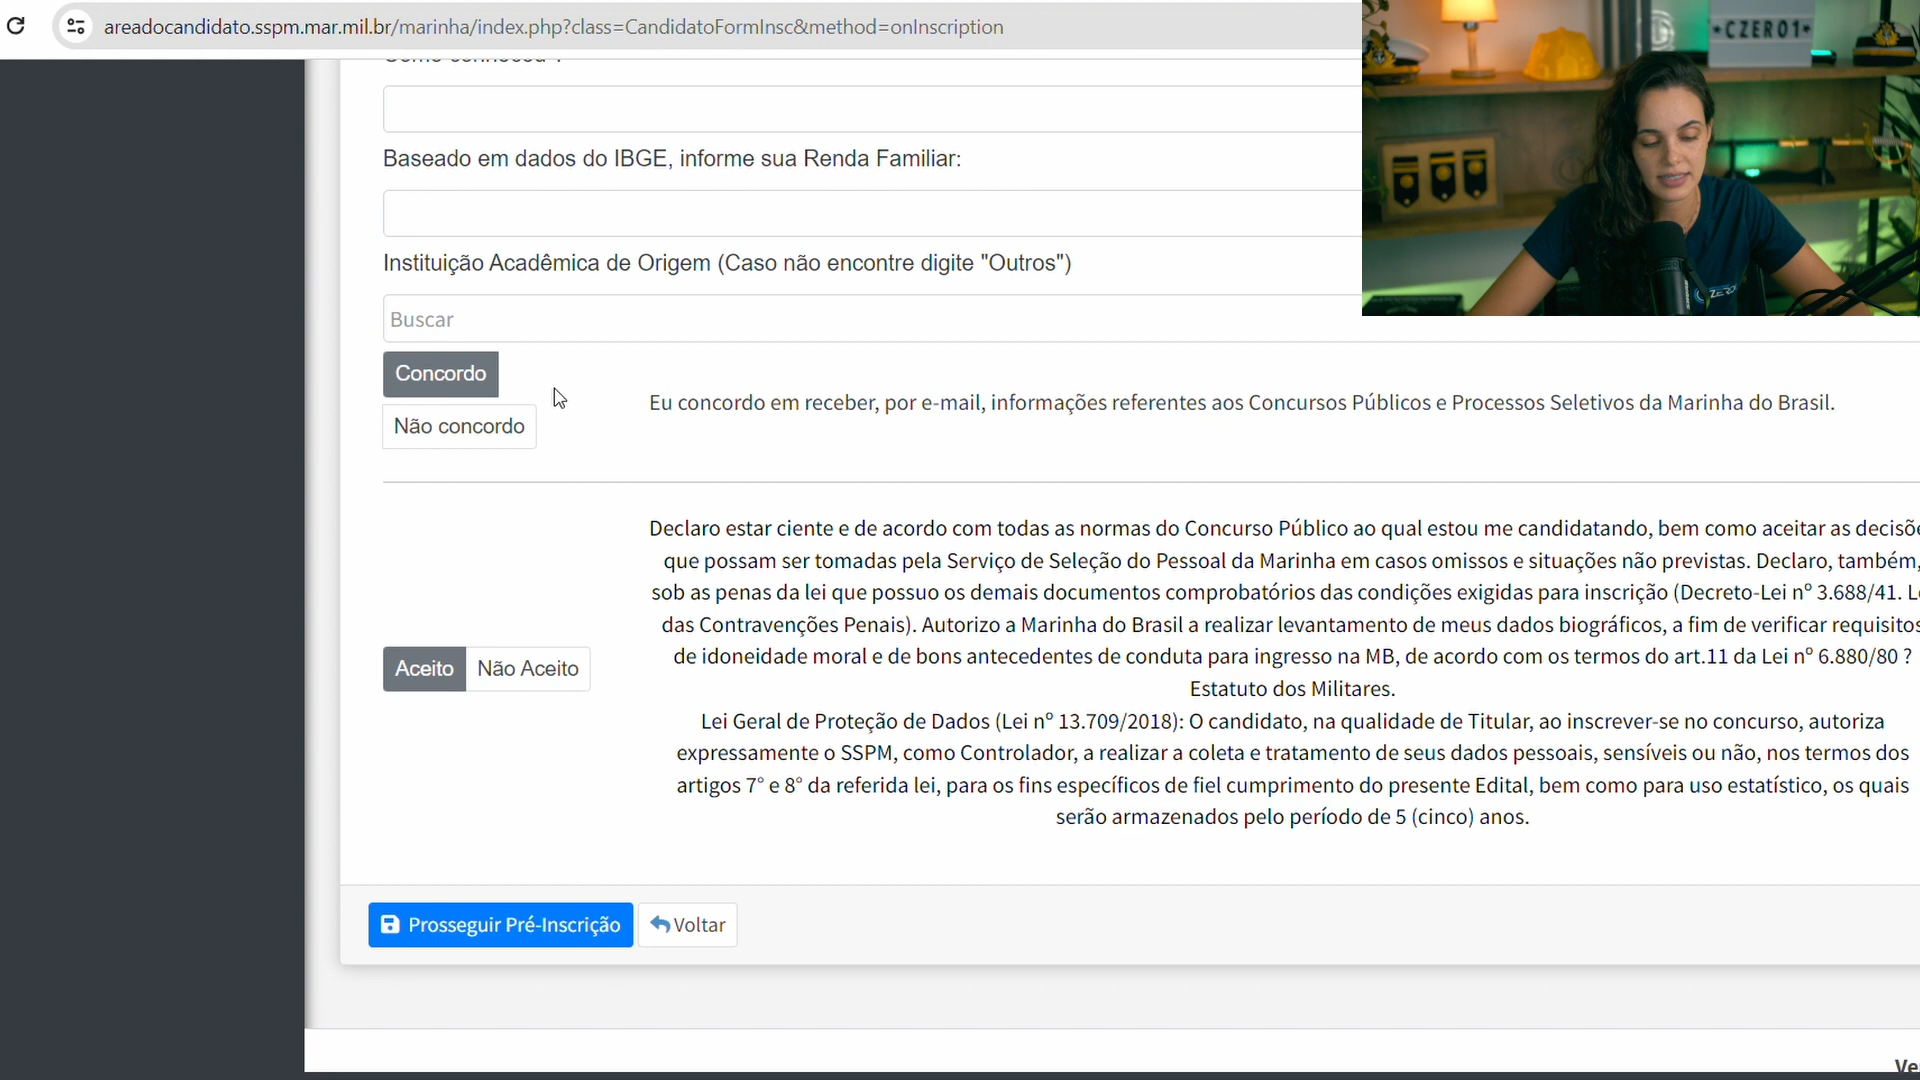 areadocandidato.sspm.mar.mil.br/marinha/index.php?class=CandidatoFormInsc&method=onInscription
*CZERO1*
Baseado em dados do IBGE, informe sua Renda Familiar:
Instituição Acadêmica de Origem (Caso não encontre digite "Outros")
Buscar
Concordo
Não concordo
Eu concordo em receber, por e-mail, informações referentes aos Concursos Públicos e Processos Seletivos da Marinha do Brasil.
Declaro estar ciente e de acordo com todas as normas do Concurso Público ao qual estou me candidatando, bem como aceitar as decisõe
que possam ser tomadas pela Serviço de Seleção do Pessoal da Marinha em casos omissos e situações não previstas. Declaro, também,
sob as penas da lei que possuo os demais documentos comprobatórios das condições exigidas para inscrição (Decreto-Lei nº 3.688/41. Le
das Contravenções Penais). Autorizo a Marinha do Brasil a realizar levantamento de meus dados biográficos, a fim de verificar requisitos
de idoneidade moral e de bons antecedentes de conduta para ingresso na MB, de acordo com os termos do art.11 da Lei nº 6.880/80 ?
Estatuto dos Militares.
Aceito Não Aceito
Lei Geral de Proteção de Dados (Lei nº 13.709/2018): O candidato, na qualidade de Titular, ao inscrever-se no concurso, autoriza
expressamente o SSPM, como Controlador, a realizar a coleta e tratamento de seus dados pessoais, sensíveis ou não, nos termos dos
artigos 7° e 8° da referida lei, para os fins específicos de fiel cumprimento do presente Edital, bem como para uso estatístico, os quais
serão armazenados pelo período de 5 (cinco) anos.
Prosseguir Pré-Inscrição
Voltar